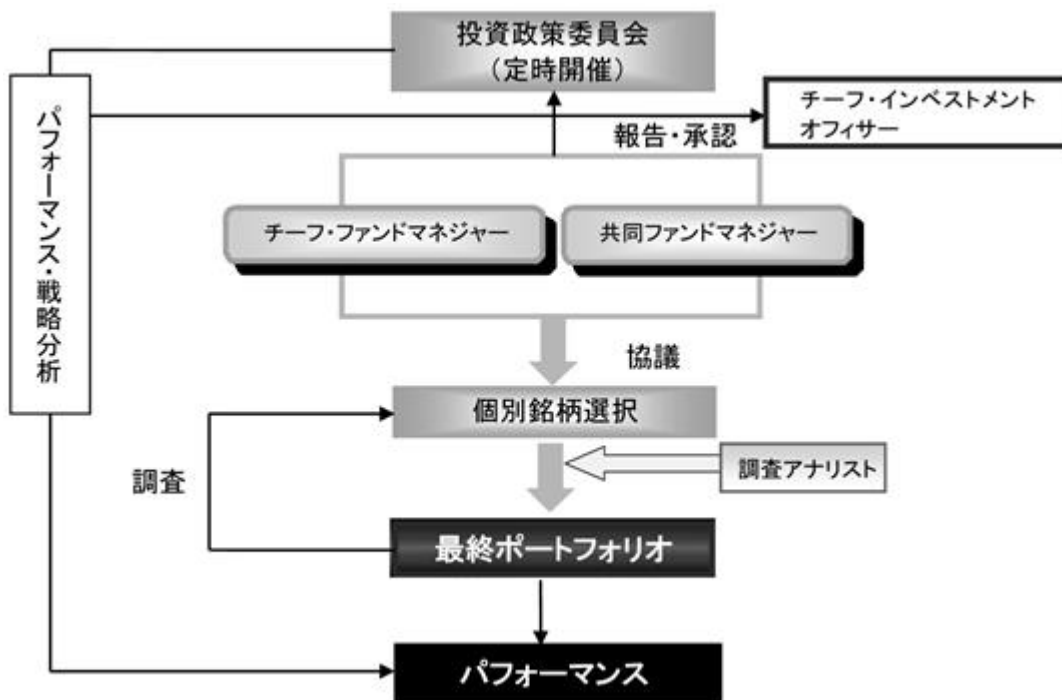 投資政策委員会
（定時開催）
チーフ・インベストメント
オフィサー
報告・承認
パフォーマンス・戦略分析
チーフ・ファンドマネジャー
共同ファンドマネジャー
協議
個別銘柄選択
調査
調査アナリスト
最終ポートフォリオ
パフォーマンス